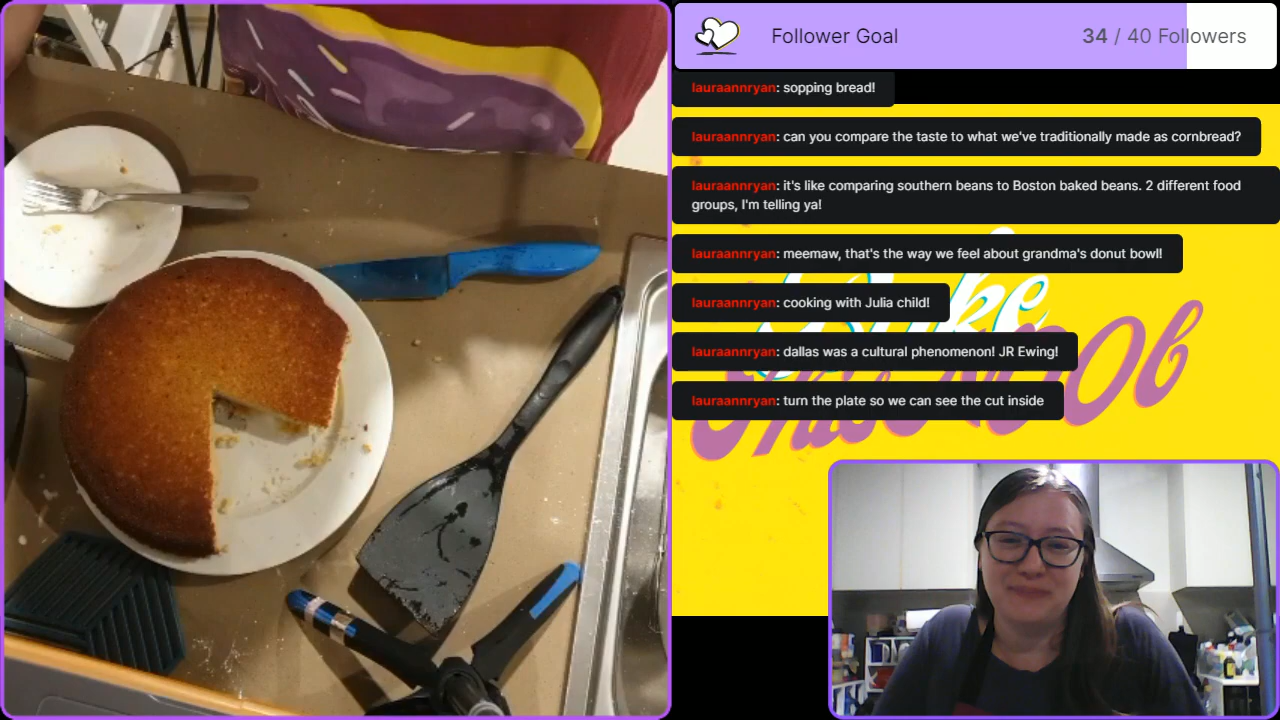 Follower Goal
34 / 40 Followers
lauraannryan: sopping bread!
lauraannryan: can you compare the taste to what we've traditionally made as cornbread?
lauraannryan: it's like comparing southern beans to Boston baked beans. 2 different food
groups, I'm telling ya!
lauraannryan: meemaw, that's the way we feel about grandma's donut bowl!
lauraannryan: cooking with Julia child!
lauraannryan: dallas was a cultural phenomenon! JR Ewing!
lauraannryan: turn the plate so we can see the cut inside